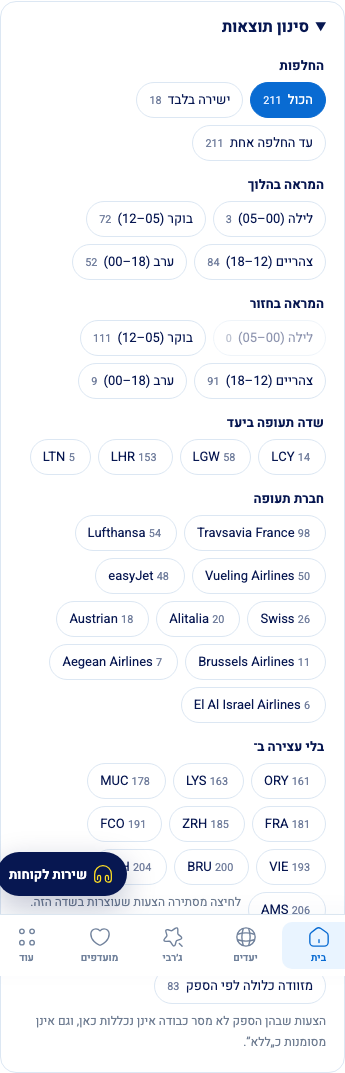 ▼ סינון תוצאות
החלפות
הכול 211 ישירה בלבד 18
עד החלפה אחת 211
המראה בהלוך
לילה (00–05) 3 בוקר (05–12) 72
צהריים (12–18) 84 ערב (18–00) 52
המראה בחזור
לילה (00–05) 0 בוקר (05–12) 111
צהריים (12–18) 91 ערב (18–00) 9
שדה תעופה ביעד
LCY 14 LGW 58 LHR 153 LTN 5
חברת תעופה
Travsavia France 98 Lufthansa 54
Vueling Airlines 50 easyJet 48
Swiss 26 Alitalia 20 Austrian 18
Brussels Airlines 11 Aegean Airlines 7
El Al Israel Airlines 6
בלי עצירה ב־
ORY 161 LYS 163 MUC 178
FRA 181 ZRH 185 FCO 191
VIE 193 BRU 200 204
שירות לקוחות
AMS 206 לחיצה מסתירה הצעות שעוצרות בשדה הזה.
בית יעדים ג'רבי מועדפים עוד
מזוודה כלולה לפי הספק 83
הצעות שבהן הספק לא מסר כבודה אינן נכללות כאן, וגם אינן
מסומנות כ„ללא”.